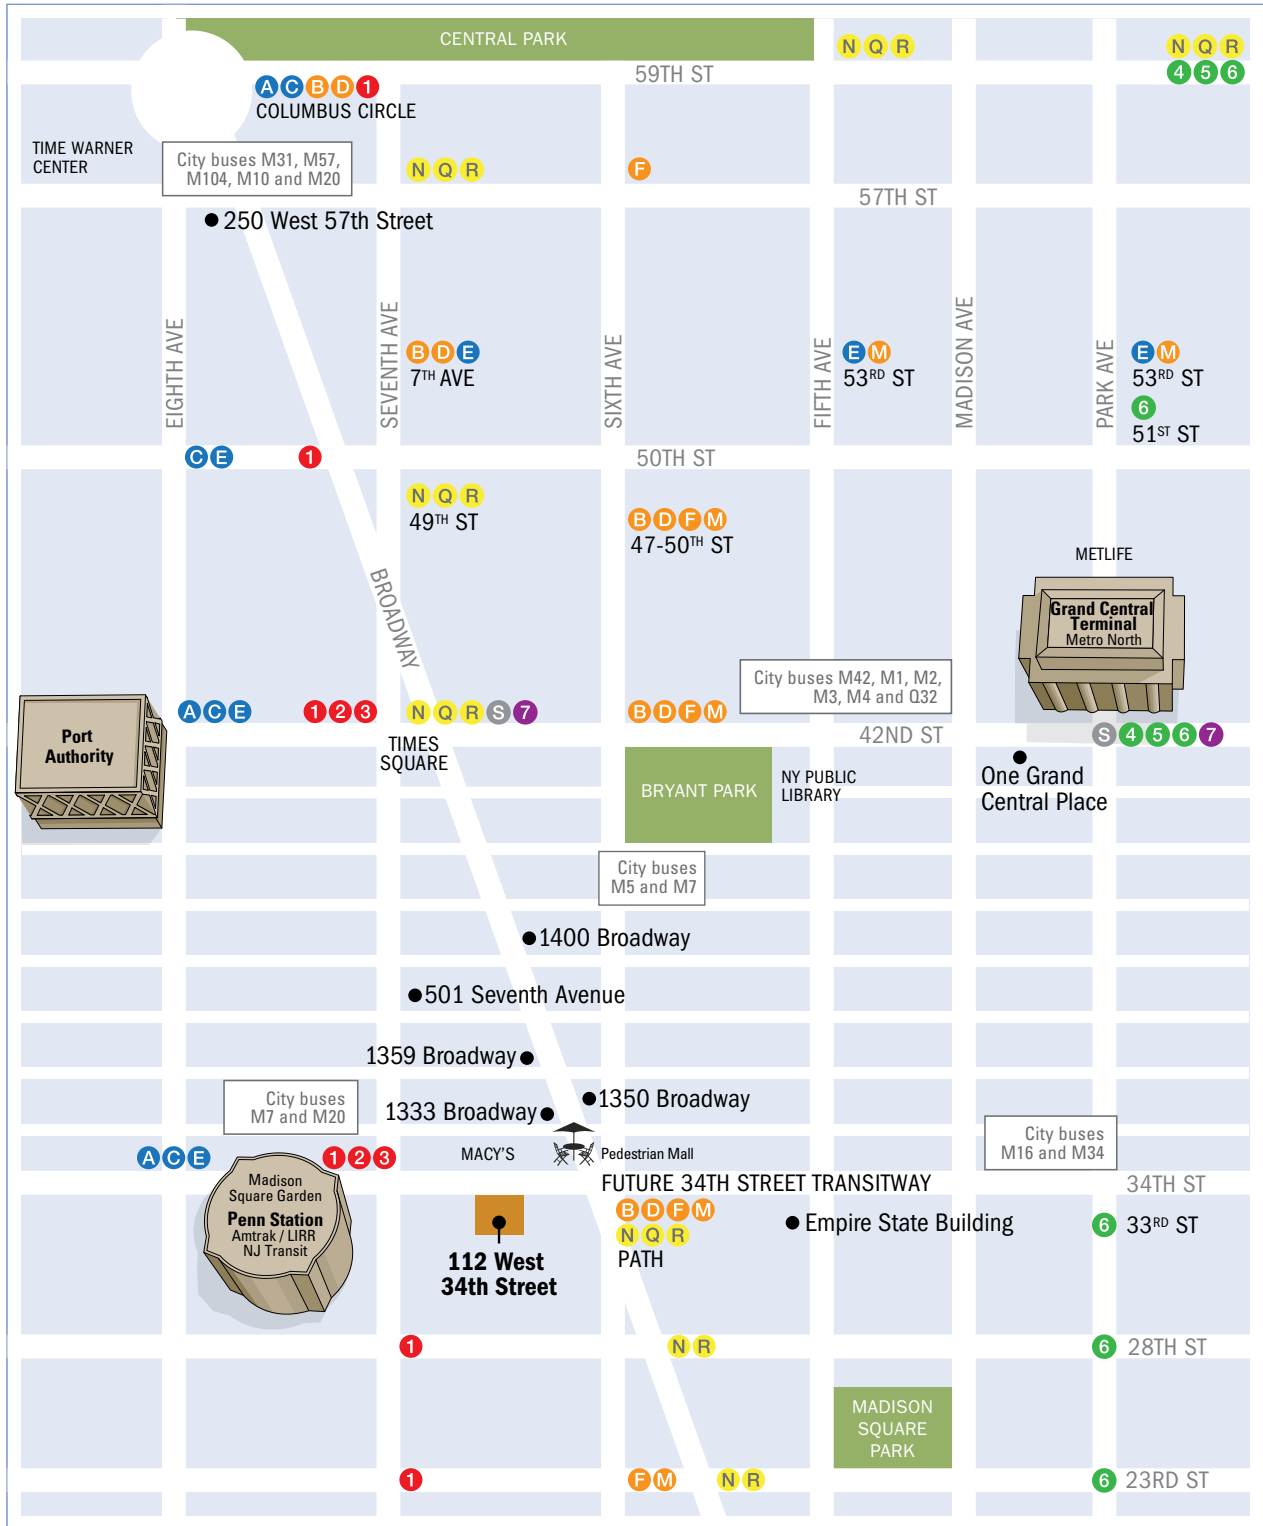 CENTRAL PARK
N Q R
N Q R
59TH ST
4 5 6
A C B D 1
COLUMBUS CIRCLE
TIME WARNER
CENTER
City buses M31, M57,
M104, M10 and M20
N Q R
F
57TH ST
250 West 57th Street
EIGHTH AVE
SEVENTH AVE
SIXTH AVE
FIFTH AVE
MADISON AVE
PARK AVE
B D E
7TH AVE
E M
53RD ST
E M
53RD ST
6
51ST ST
C E
1
50TH ST
N Q R
49TH ST
B D F M
47-50TH ST
BROADWAY
METLIFE
Grand Central
Terminal
Metro North
City buses M42, M1, M2,
M3, M4 and Q32
A C E
1 2 3
N Q R S 7
B D F M
42ND ST
S 4 5 6 7
Port
Authority
TIMES
SQUARE
BRYANT PARK
NY PUBLIC
LIBRARY
One Grand
Central Place
City buses
M5 and M7
1400 Broadway
501 Seventh Avenue
1359 Broadway
1350 Broadway
1333 Broadway
City buses
M7 and M20
City buses
M16 and M34
A C E
1 2 3
MACY'S
Pedestrian Mall
Madison
Square Garden
Penn Station
Amtrak / LIRR
NJ Transit
FUTURE 34TH STREET TRANSITWAY
34TH ST
B D F M
N Q R
PATH
Empire State Building
6
33RD ST
112 West
34th Street
1
N R
6
28TH ST
MADISON
SQUARE
PARK
1
F M
N R
6
23RD ST